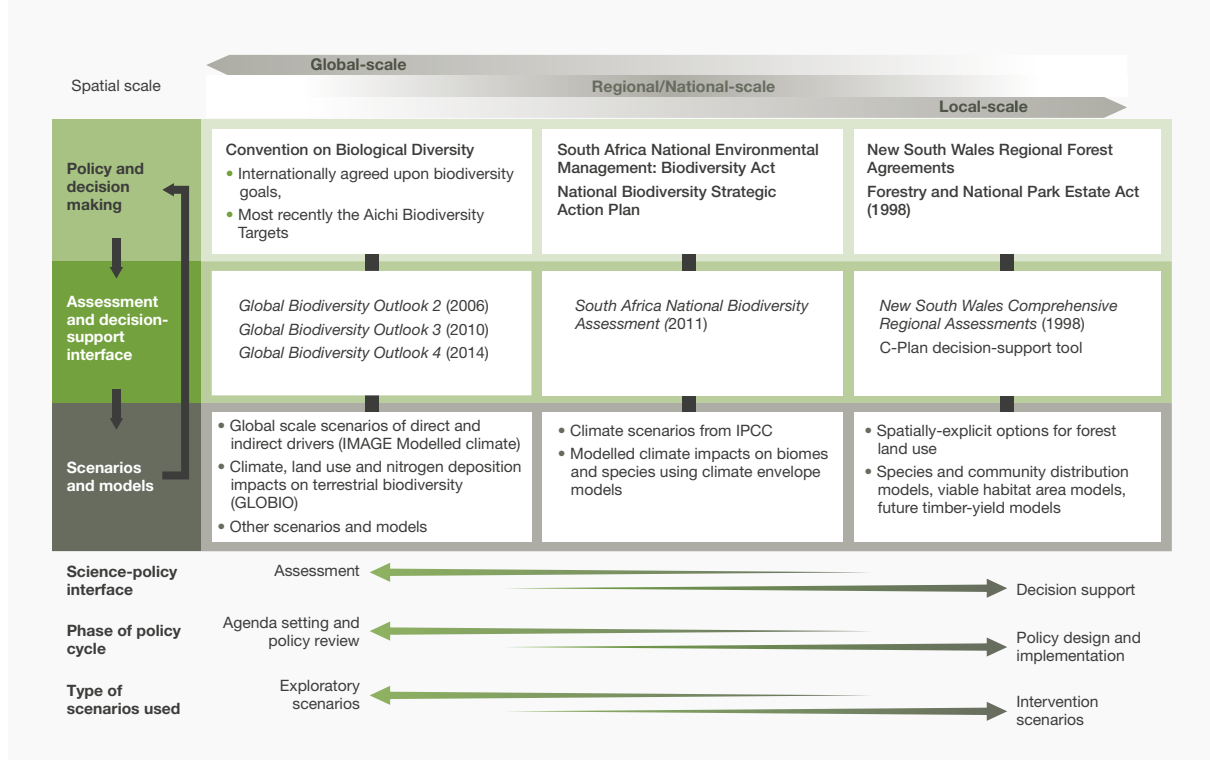 Global-scale
Spatial scale
Regional/National-scale
Local-scale
Policy and
decision
making
Convention on Biological Diversity
• Internationally agreed upon biodiversity
goals,
• Most recently the Aichi Biodiversity
Targets
South Africa National Environmental
Management: Biodiversity Act
National Biodiversity Strategic
Action Plan
New South Wales Regional Forest
Agreements
Forestry and National Park Estate Act
(1998)
Assessment
and decision-
support
interface
Global Biodiversity Outlook 2 (2006)
Global Biodiversity Outlook 3 (2010)
Global Biodiversity Outlook 4 (2014)
South Africa National Biodiversity
Assessment (2011)
New South Wales Comprehensive
Regional Assessments (1998)
C-Plan decision-support tool
Scenarios
and models
• Global scale scenarios of direct and
indirect drivers (IMAGE Modelled climate)
• Climate, land use and nitrogen deposition
impacts on terrestrial biodiversity
(GLOBIO)
• Other scenarios and models
• Climate scenarios from IPCC
• Modelled climate impacts on biomes
and species using climate envelope
models
• Spatially-explicit options for forest
land use
• Species and community distribution
models, viable habitat area models,
future timber-yield models
Science-policy
interface
Assessment
Decision support
Phase of policy
cycle
Agenda setting and
policy review
Policy design and
implementation
Type of
scenarios used
Exploratory
scenarios
Intervention
scenarios